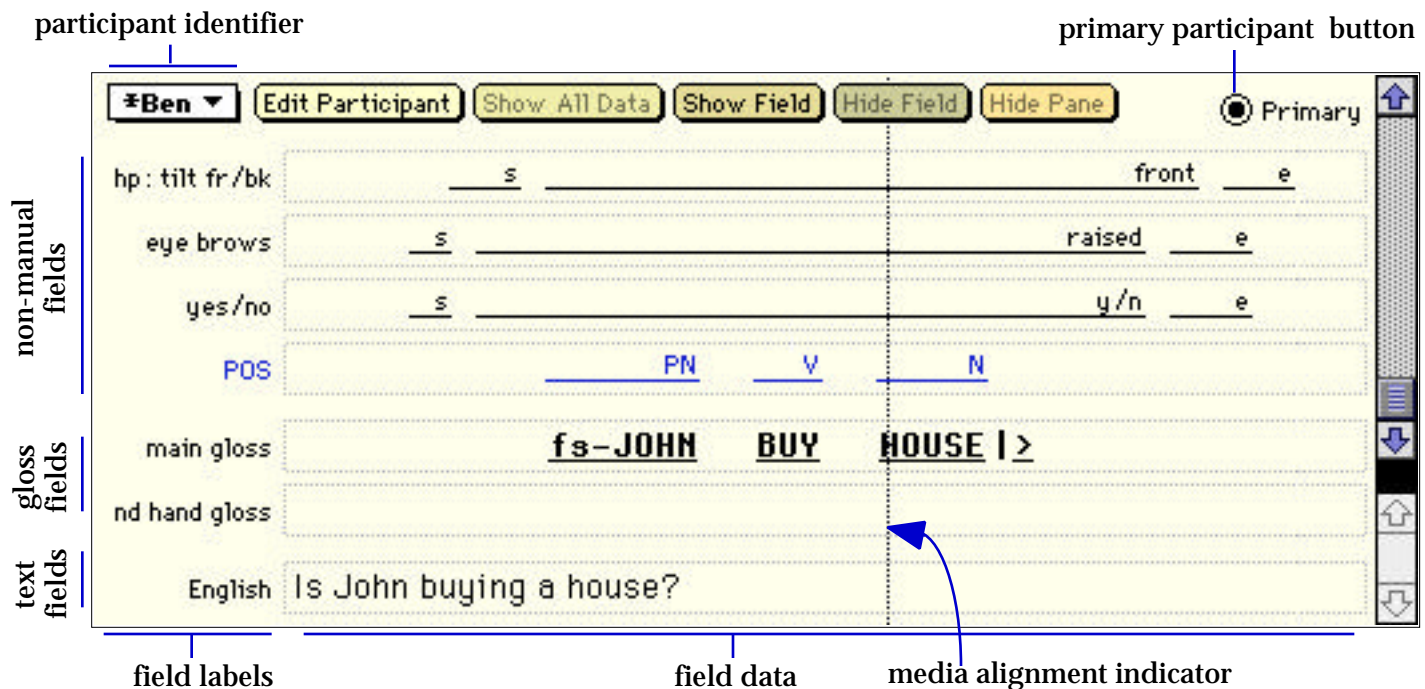 participant identifier
primary participant button
*Ben ▼ Edit Participant Show All Data Show Field Hide Field Hide Pane Primary
non-manual fields
hp: tilt fr/bk s front e
eye brows s raised e
yes/no s y/n e
POS PN V N
gloss fields
main gloss fs-JOHN BUY HOUSE |>
nd hand gloss
text fields
English Is John buying a house?
field labels field data media alignment indicator